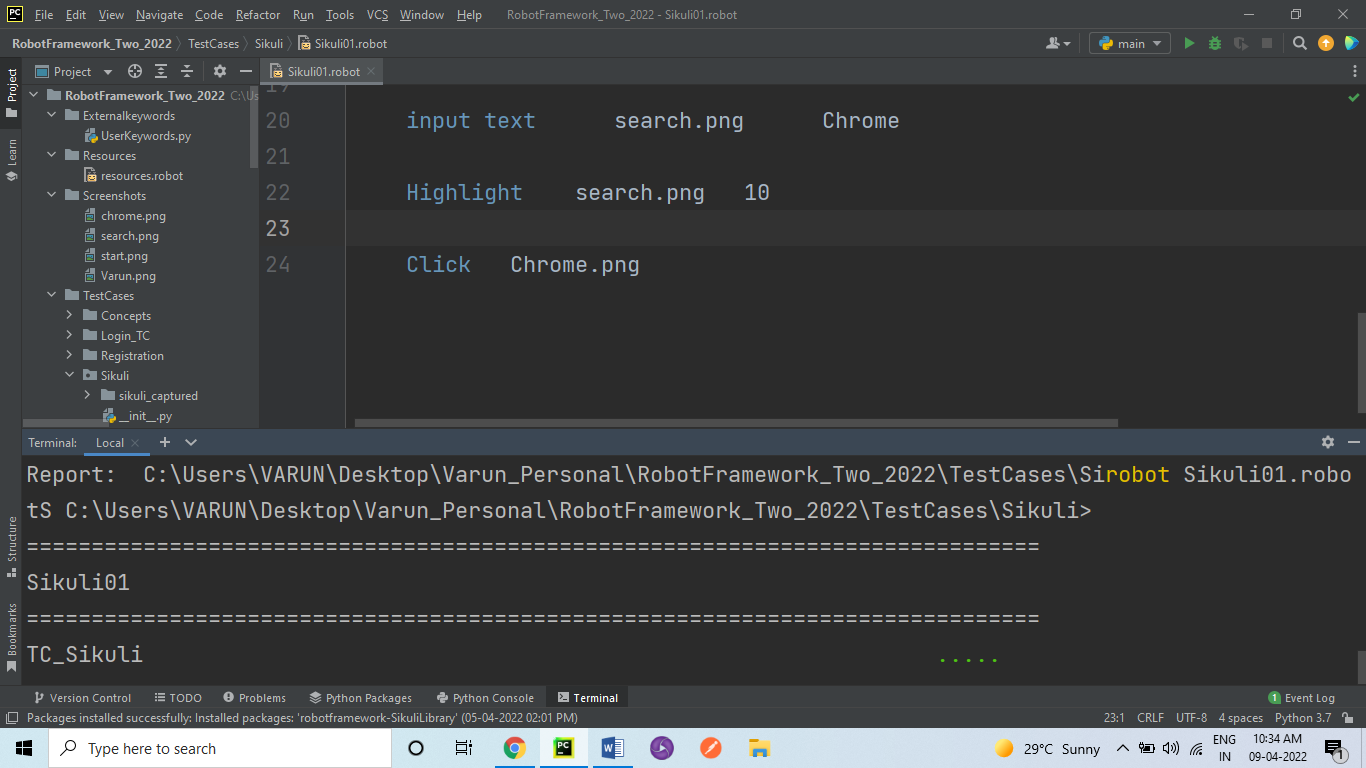 PC File Edit View Navigate Code Refactor Run Tools VCS Window Help RobotFramework_Two_2022 - Sikuli01.robot
RobotFramework_Two_2022 TestCases Sikuli Sikuli01.robot main
Project Sikuli01.robot
Project
Learn
Structure
Bookmarks
RobotFramework_Two_2022 C:\Us
Externalkeywords
UserKeywords.py
Resources
resources.robot
Screenshots
chrome.png
search.png
start.png
Varun.png
TestCases
Concepts
Login_TC
Registration
Sikuli
sikuli_captured
__init__.py
19
20 input text search.png Chrome
21
22 Highlight search.png 10
23
24 Click Chrome.png
Terminal: Local
Report: C:\Users\VARUN\Desktop\Varun_Personal\RobotFramework_Two_2022\TestCases\Sirobot Sikuli01.robo
tS C:\Users\VARUN\Desktop\Varun_Personal\RobotFramework_Two_2022\TestCases\Sikuli>
==============================================================================
Sikuli01
==============================================================================
TC_Sikuli .....
Version Control TODO Problems Python Packages Python Console Terminal 1 Event Log
Packages installed successfully: Installed packages: 'robotframework-SikuliLibrary' (05-04-2022 02:01 PM) 23:1 CRLF UTF-8 4 spaces Python 3.7
Type here to search PC W 29°C Sunny ENG 10:34 AM
IN 09-04-2022 1